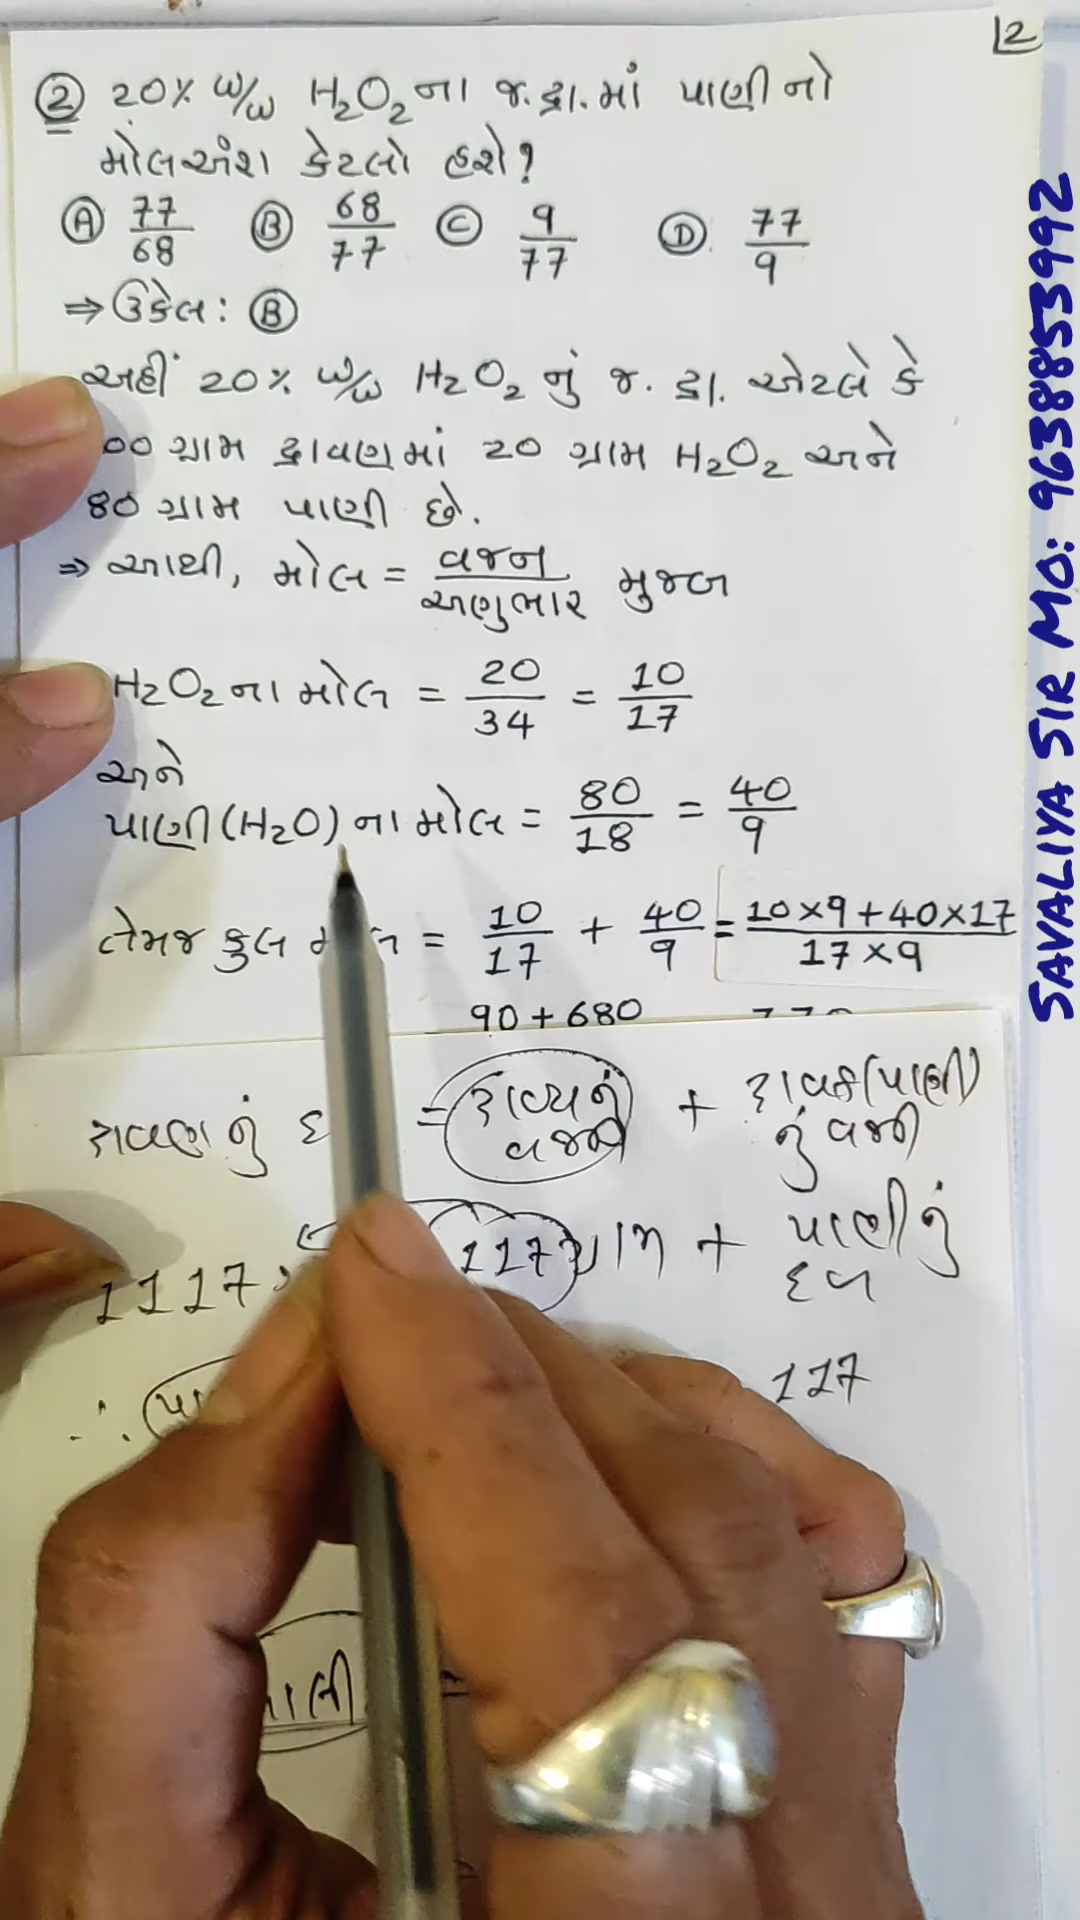 2
② 20% w/w H₂O₂ ના જ.દ્રા.માં પાણીનો
મોલઅંશ કેટલો હશે?
Ⓐ 77/68 Ⓑ 68/77 Ⓒ 9/77 Ⓓ 77/9
⇒ ઉકેલ: Ⓑ
અહીં 20% w/w H₂O₂ નું જ. દ્રા. એટલે કે
00 ગ્રામ દ્રાવણમાં 20 ગ્રામ H₂O₂ અને
80 ગ્રામ પાણી છે.
⇒ આથી, મોલ = વજન/અણુભાર મુજબ
H₂O₂ ના મોલ = 20/34 = 10/17
અને
પાણી (H₂O) ના મોલ = 80/18 = 40/9
તેમજ કુલ = 10/17 + 40/9 = 10×9+40×17/17×9
90+680
દ્રાવણનું = દ્રાવ્યનું વજન + દ્રાવક(પાણી) નું વજન
1117 117 ગ્રામ + પાણીનું દળ
117
∴
=
SAVALIYA SIR MO: 9638853992